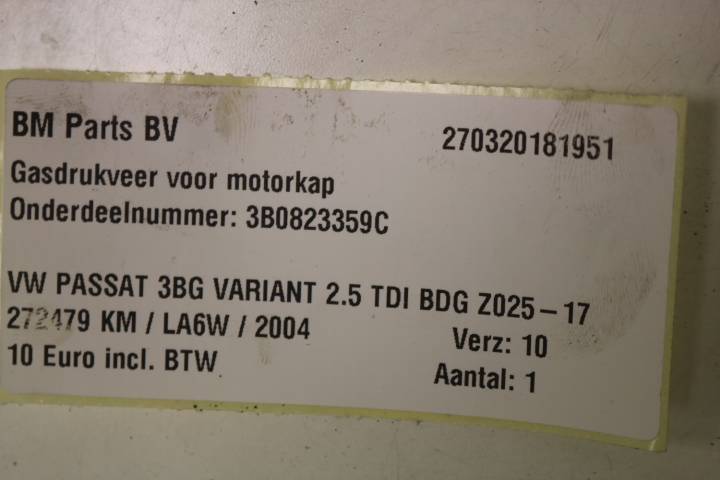 BM Parts BV 270320181951
Gasdrukveer voor motorkap
Onderdeelnummer: 3B0823359C
VW PASSAT 3BG VARIANT 2.5 TDI BDG Z025-17
272479 KM / LA6W / 2004 Verz: 10
10 Euro incl. BTW Aantal: 1